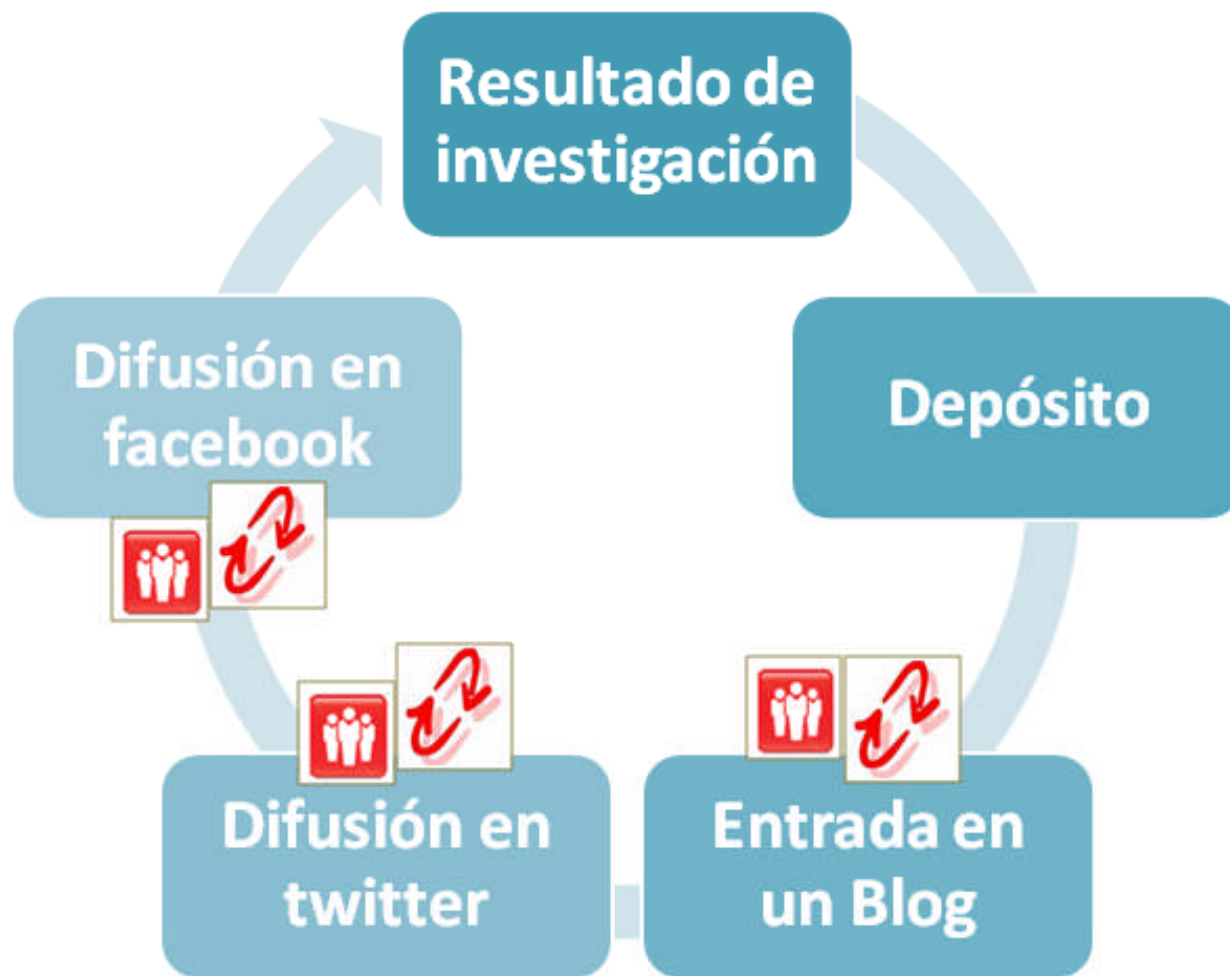 Resultado de
investigación
Depósito
Entrada en
un Blog
Difusión en
twitter
Difusión en
facebook